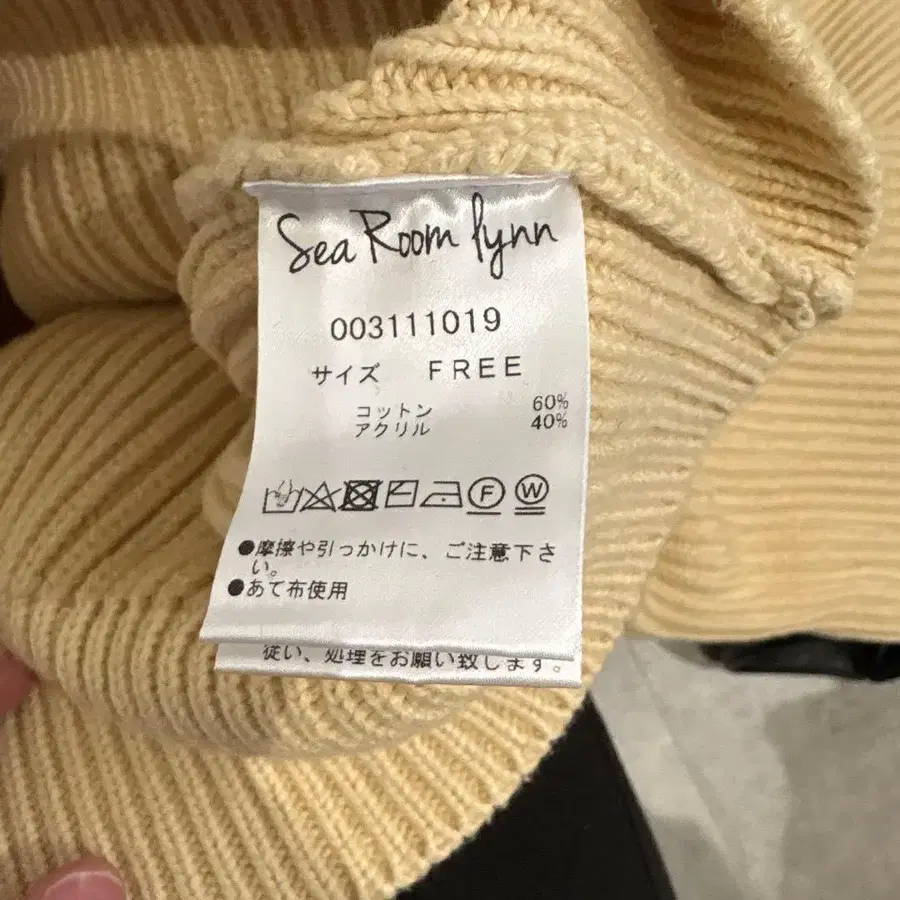 Sea Room lynn
003111019
サイズ FREE
コットン 60%
アクリル 40%
F W
●摩擦や引っかけに、ご注意下さ
い。
●あて布使用
従い、処理をお願い致します。